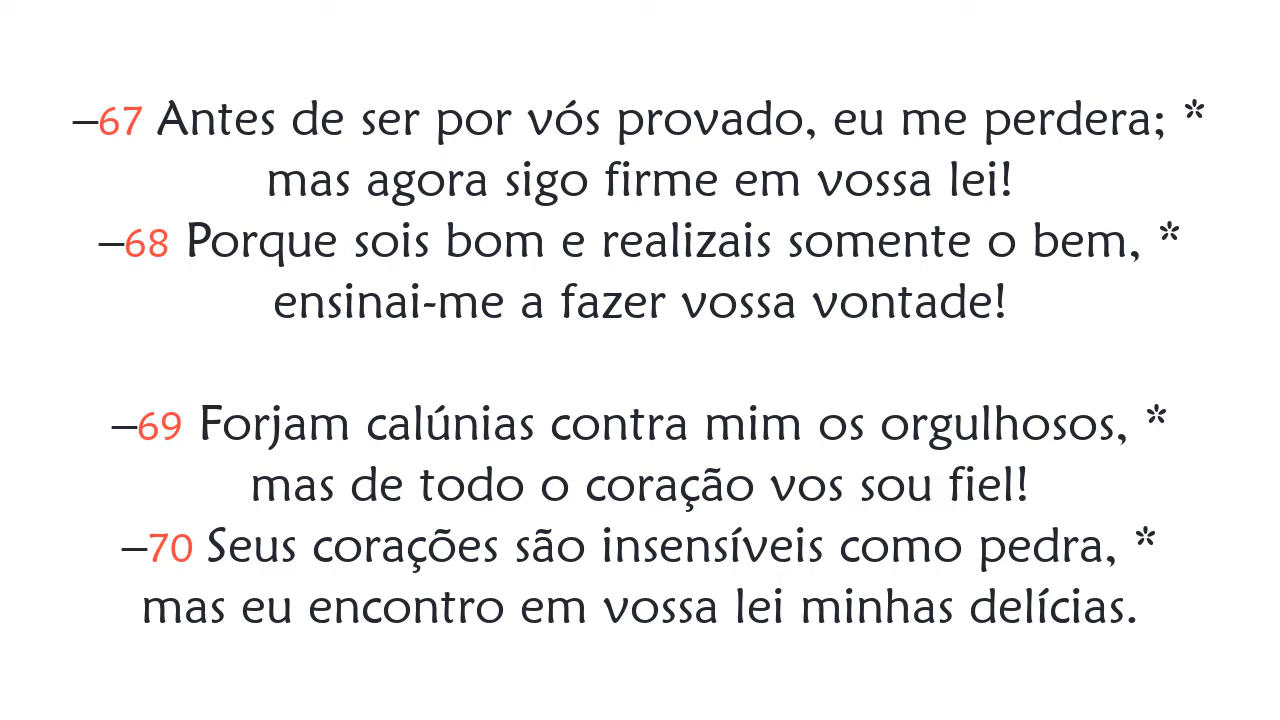 –67 Antes de ser por vós provado, eu me perdera; *
mas agora sigo firme em vossa lei!
–68 Porque sois bom e realizais somente o bem, *
ensinai-me a fazer vossa vontade!
–69 Forjam calúnias contra mim os orgulhosos, *
mas de todo o coração vos sou fiel!
–70 Seus corações são insensíveis como pedra, *
mas eu encontro em vossa lei minhas delícias.